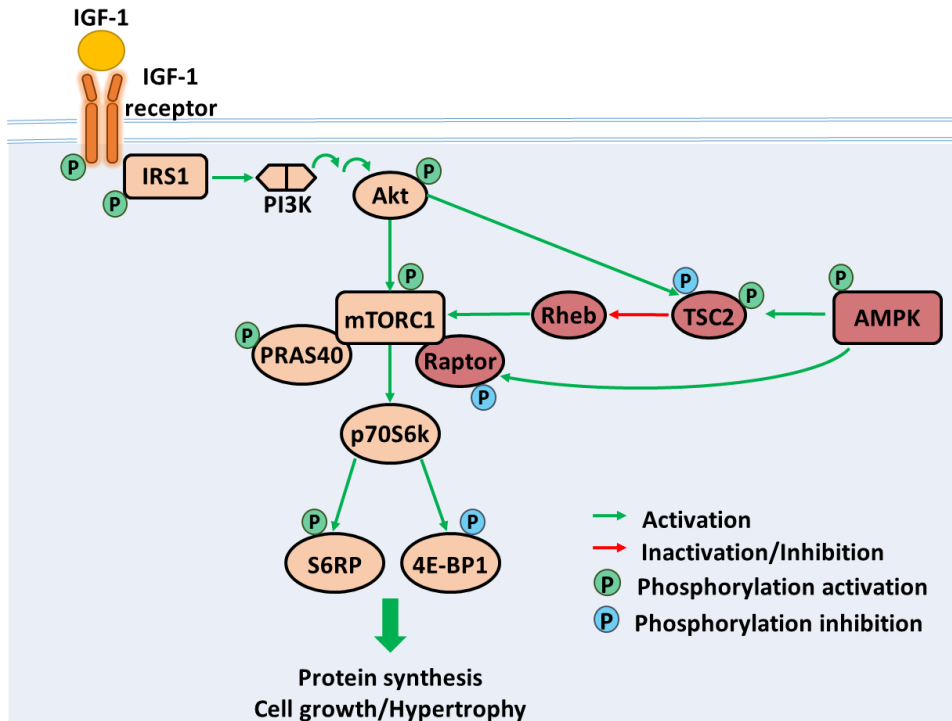 IGF-1
IGF-1
receptor
P
IRS1
P
PI3K
Akt
P
P
mTORC1
P
PRAS40
Raptor
P
Rheb
P
TSC2
P
P
AMPK
p70S6k
P
S6RP
P
4E-BP1
Activation
Inactivation/Inhibition
P Phosphorylation activation
P Phosphorylation inhibition
Protein synthesis
Cell growth/Hypertrophy